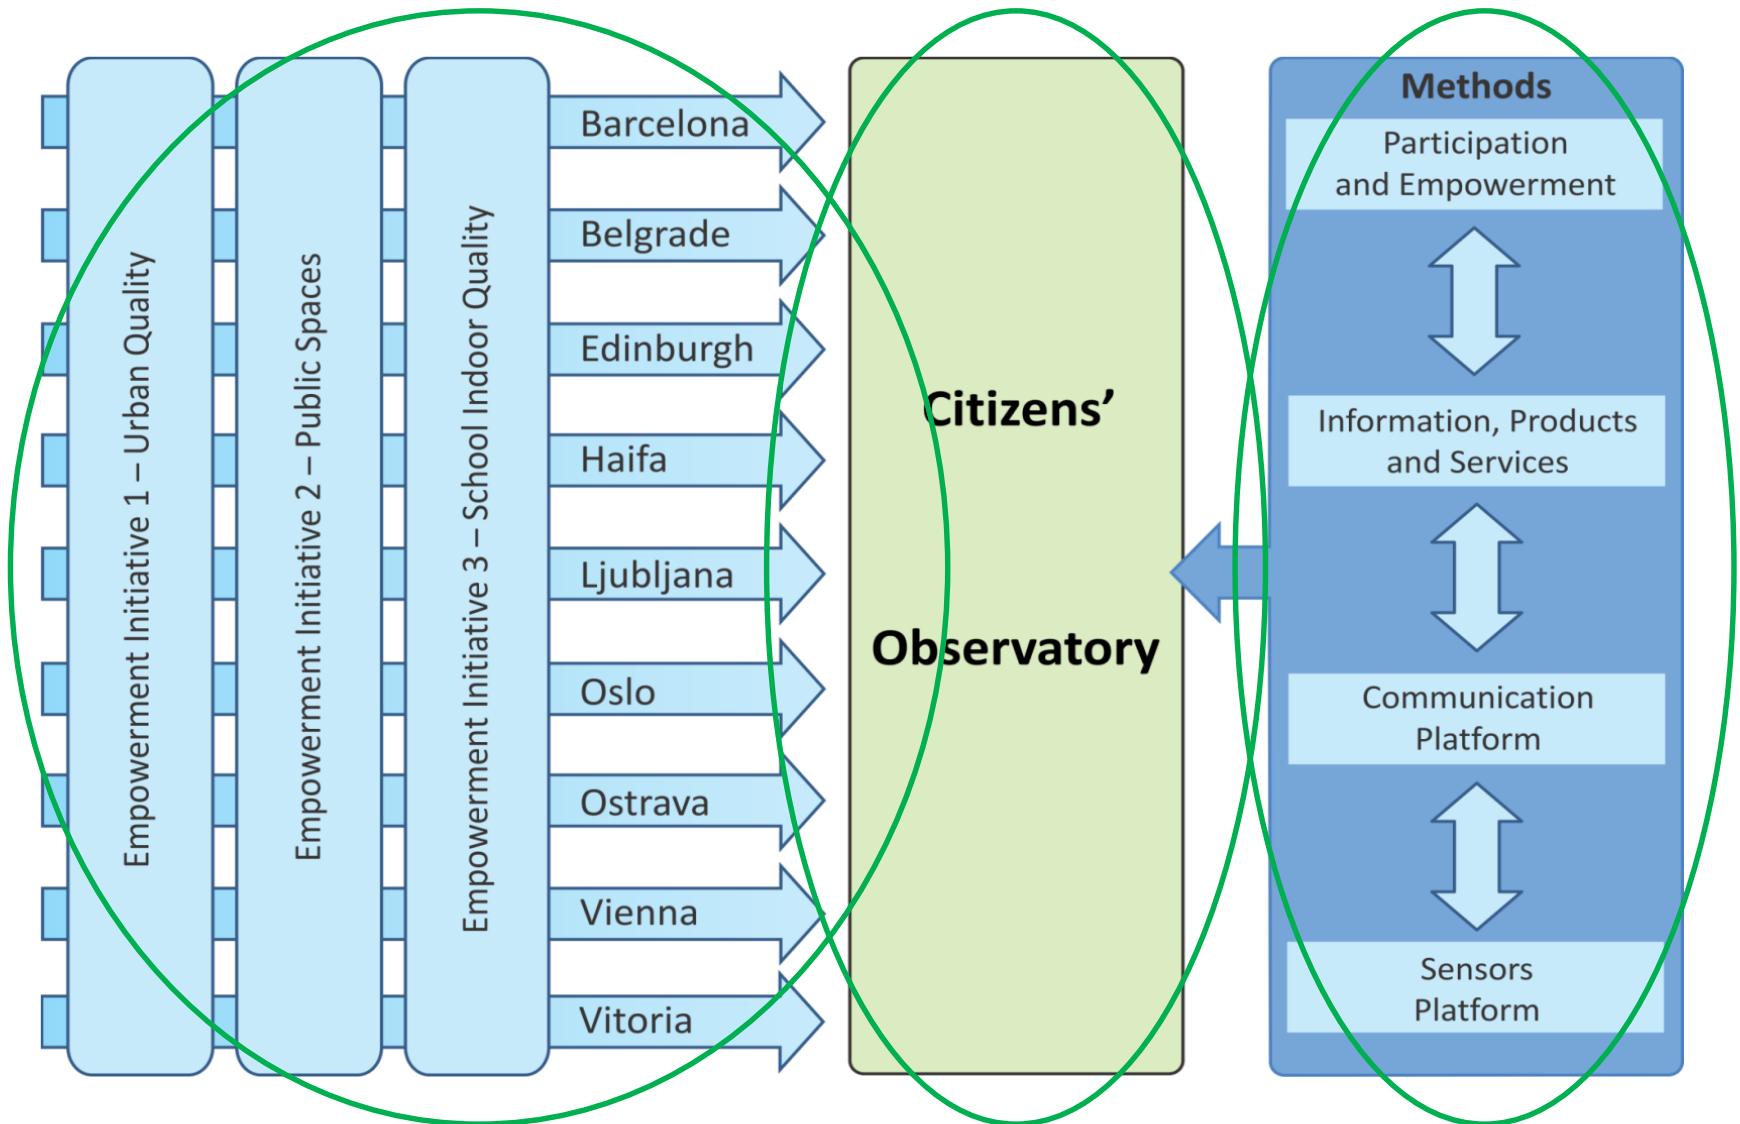 Empowerment Initiative 1 – Urban Quality
Empowerment Initiative 2 – Public Spaces
Empowerment Initiative 3 – School Indoor Quality
Barcelona
Belgrade
Edinburgh
Haifa
Ljubljana
Oslo
Ostrava
Vienna
Vitoria
Citizens’
Observatory
Methods
Participation
and Empowerment
Information, Products
and Services
Communication
Platform
Sensors
Platform